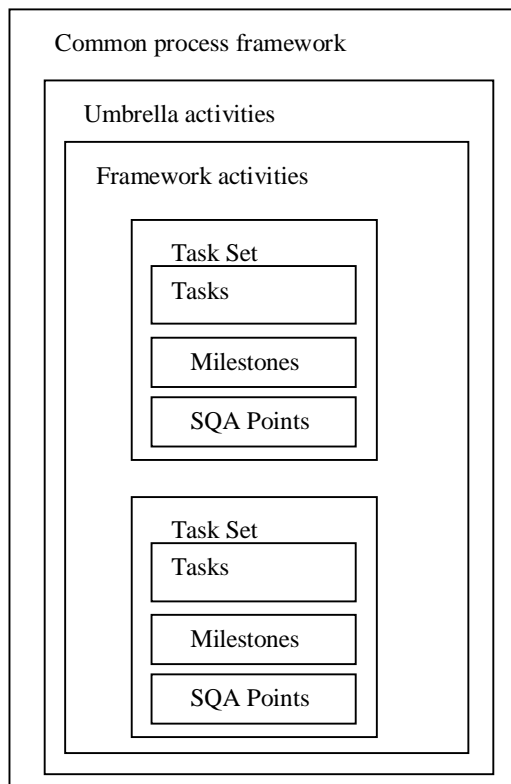 Common process framework
Umbrella activities
Framework activities
Task Set
Tasks
Milestones
SQA Points
Task Set
Tasks
Milestones
SQA Points